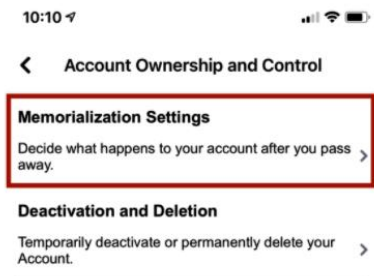 10:10
Account Ownership and Control
Memorialization Settings
Decide what happens to your account after you pass
away.
Deactivation and Deletion
Temporarily deactivate or permanently delete your
Account.